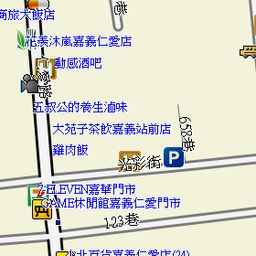 商旅大飯店
花美沐嵐嘉義仁愛店
動感酒吧
五叔公的養生滷味
658巷
大苑子茶飲嘉義站前店
雞肉飯
光彩街
P
7-ELEVEN嘉華門市
GAME休閒館嘉義仁愛門市
123巷
北百貨嘉義仁愛店(24)